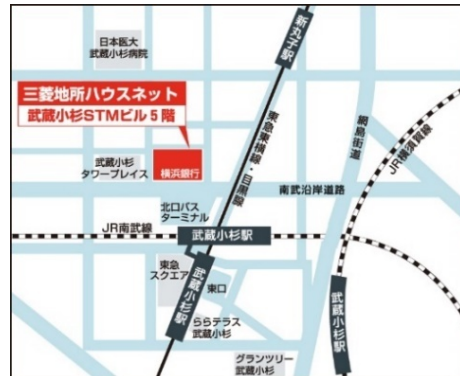 日本医大
武蔵小杉病院
新丸子駅
三菱地所ハウスネット
武蔵小杉STMビル 5 階
東急東横線・目黒線
綱島街道
JR横須賀線
武蔵小杉
タワープレイス
横浜銀行
南武沿岸道路
北口バス
ターミナル
JR南武線
武蔵小杉駅
東急
スクエア
武蔵小杉駅
東口
武蔵小杉駅
ららテラス
武蔵小杉
グランツリー
武蔵小杉